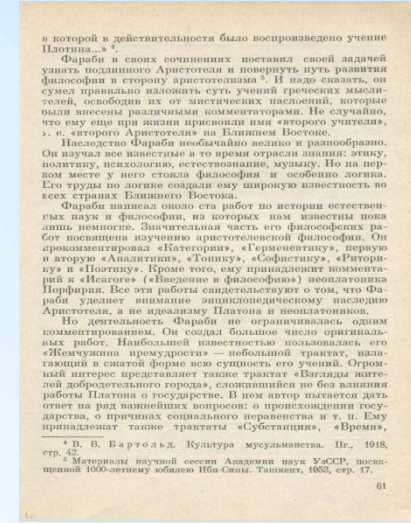 в которой в действительности было воспроизведено учение
Плотина...» ⁴.
Фараби в своих сочинениях поставил своей задачей
узнать подлинного Аристотеля и повернуть путь развития
философии в сторону аристотелизма ⁵. И надо сказать, он
сумел правильно изложить суть учений греческих мысли-
телей, освободив их от мистических наслоений, которые
были внесены различными комментаторами. Не случайно,
что ему еще при жизни присвоили имя «второго учителя»,
т. е. «второго Аристотеля» на Ближнем Востоке.
Наследство Фараби необычайно велико и разнообразно.
Он изучал все известные в то время отрасли знания: этику,
политику, психологию, естествознание, музыку. Но на пер-
вом месте у него стояла философия и особенно логика.
Его труды по логике создали ему широкую известность во
всех странах Ближнего Востока.
Фараби написал около ста работ по истории естествен-
ных наук и философии, из которых нам известны пока
лишь немногие. Значительная часть его философских ра-
бот посвящена изучению аристотелевской философии. Он
прокомментировал «Категории», «Герменевтику», первую
и вторую «Аналитики», «Топику», «Софистику», «Ритори-
ку» и «Поэтику». Кроме того, ему принадлежит коммента-
рий к «Исагоге» («Введение в философию») неоплатоника
Порфирия. Все эти работы свидетельствуют о том, что Фа-
раби уделяет внимание энциклопедическому наследию
Аристотеля, а не идеализму Платона и неоплатоников.
Но деятельность Фараби не ограничивалась одним
комментированием. Он создал большое число оригиналь-
ных работ. Наибольшей известностью пользовалась его
«Жемчужина премудрости» — небольшой трактат, изла-
гающий в сжатой форме всю сущность его учений. Огром-
ный интерес представляет также трактат «Взгляды жите-
лей добродетельного города», сложившийся не без влияния
работы Платона о государстве. В нем автор пытается дать
ответ на ряд важнейших вопросов: о происхождении госу-
дарства, о причинах социального неравенства и т. п. Ему
принадлежат также трактаты «Субстанция», «Время»,
⁴ В. В. Бартольд. Культура мусульманства. Пг., 1918,
стр. 42.
⁵ Материалы научной сессии Академии наук УзССР, посвя-
щенной 1000-летнему юбилею Ибн-Сины. Ташкент, 1953, стр. 17.
61